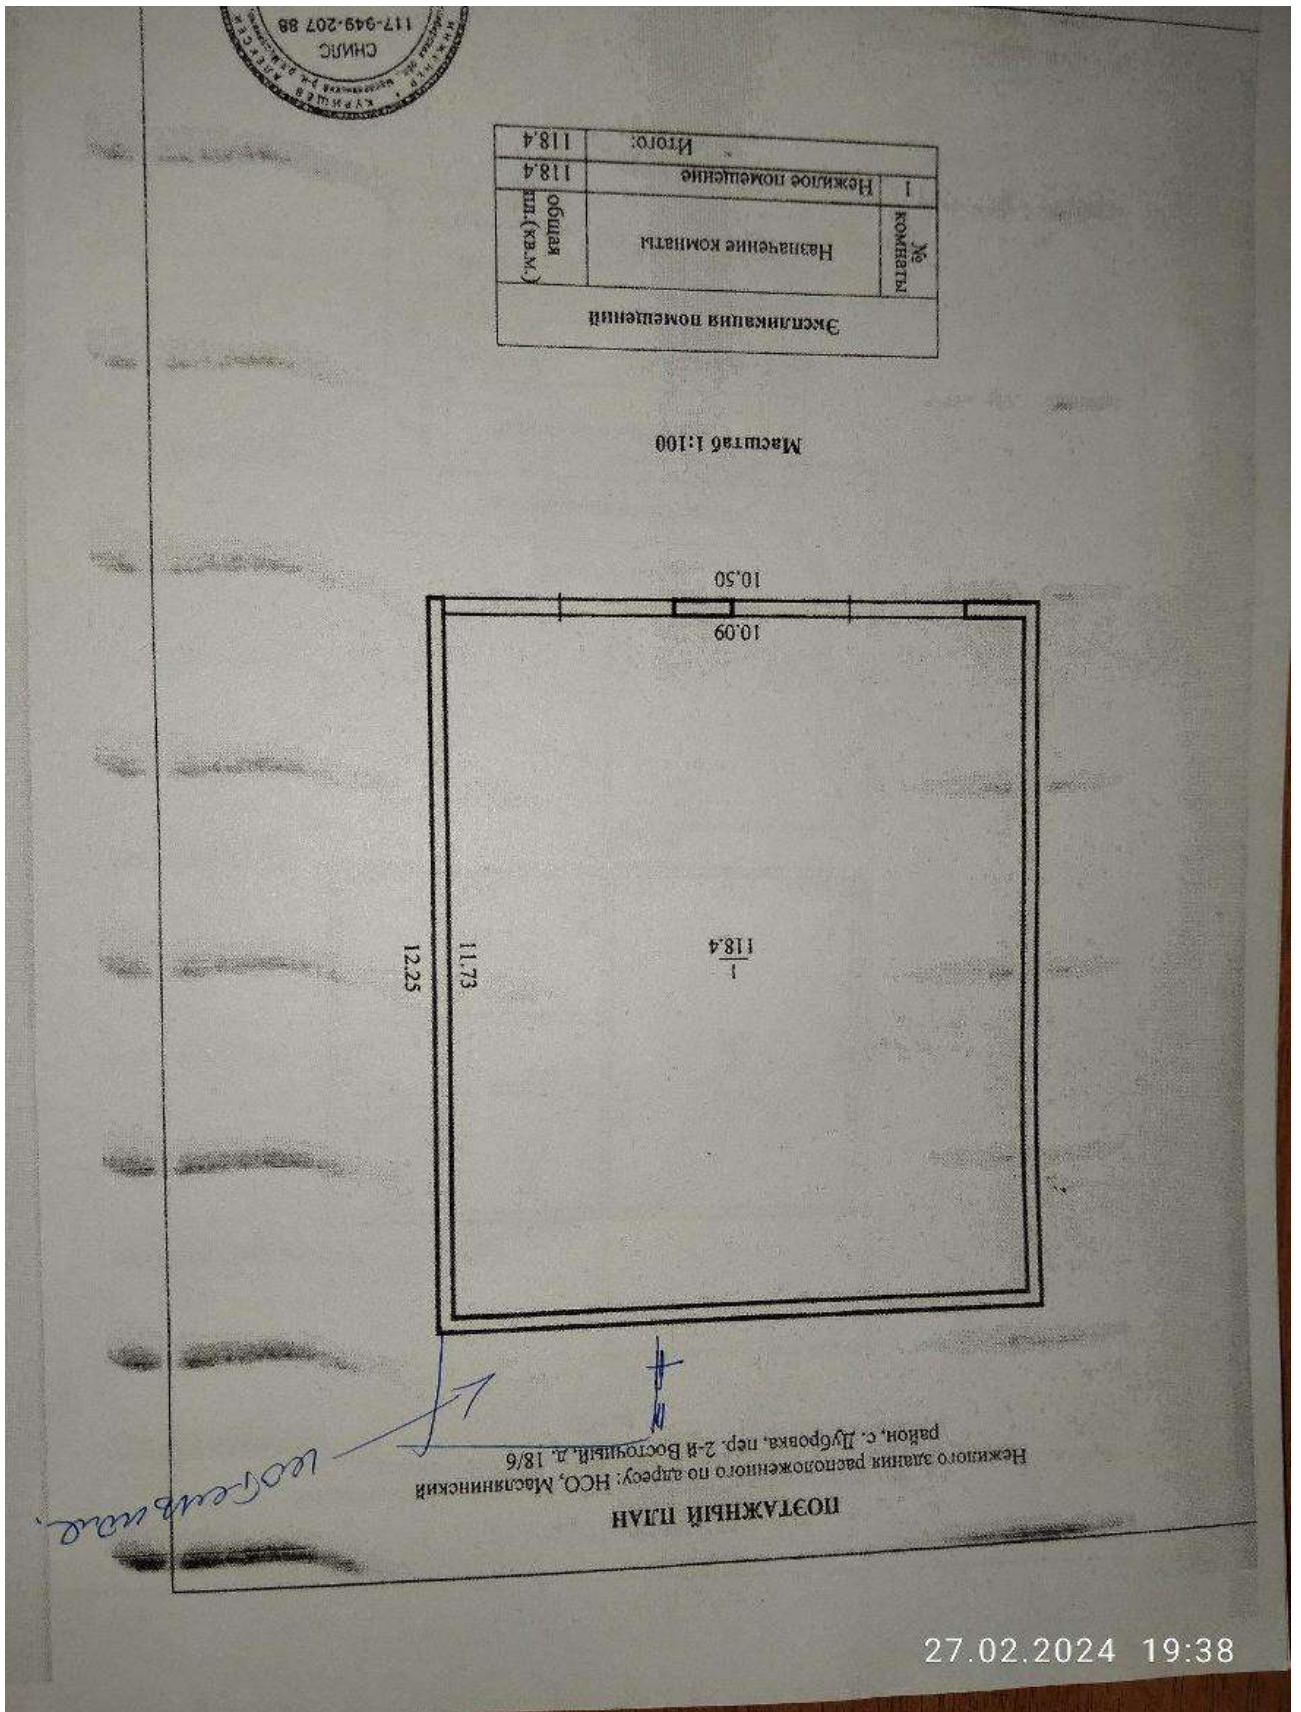 ПОЭТАЖНЫЙ ПЛАН
Нежилого здания расположенного по адресу: НСО, Маслянинский
район, с. Дубровка, пер. 2-й Восточный, д. 18/6
1
118.4
11.73
12.25
10.09
10.50
Масштаб 1:100
Экспликация помещений
№ комнаты Назначение комнаты общая пл.(кв.м.)
1 Нежилое помещение 118.4
Итого: 118.4
СНИЛС
117-949-207 88
27.02.2024 19:38